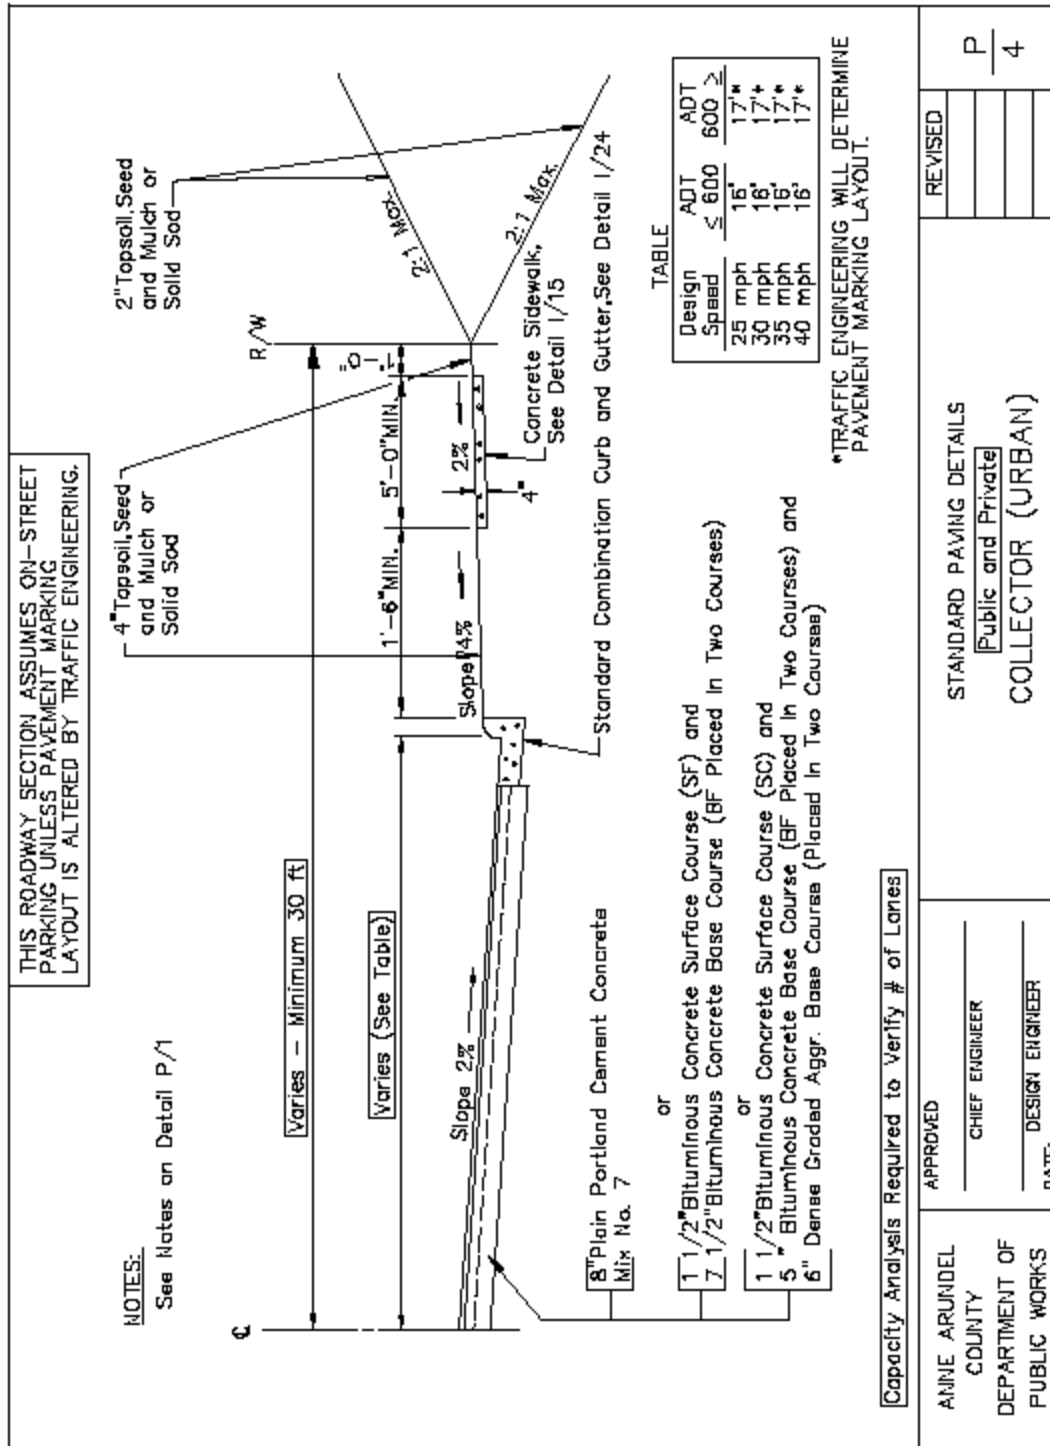 THIS ROADWAY SECTION ASSUMES ON-STREET
PARKING UNLESS PAVEMENT MARKING
LAYOUT IS ALTERED BY TRAFFIC ENGINEERING.
NOTES:
See Notes on Detail P/1
4" Topsoil, Seed
and Mulch or
Solid Sod
2" Topsoil, Seed
and Mulch or
Solid Sod
R/W
Varies - Minimum 30 ft
Varies (See Table)
1'-6" MIN.
5'-0" MIN.
1'-0"
2:1 Max.
2:1 Max.
Slope 2%
Slope 4%
2%
4"
Concrete Sidewalk,
See Detail I/15
Standard Combination Curb and Gutter, See Detail I/24
8" Plain Portland Cement Concrete
Mix No. 7
or
1 1/2" Bituminous Concrete Surface Course (SF) and
7 1/2" Bituminous Concrete Base Course (BF Placed In Two Courses)
or
1 1/2" Bituminous Concrete Surface Course (SC) and
5" Bituminous Concrete Base Course (BF Placed In Two Courses) and
6" Dense Graded Aggr. Base Course (Placed In Two Courses)
TABLE
Design ADT ADT
Speed ≤ 600 600 ≥
25 mph 16' 17'*
30 mph 16' 17'*
35 mph 16' 17'*
40 mph 16' 17'*
*TRAFFIC ENGINEERING WILL DETERMINE
PAVEMENT MARKING LAYOUT.
Capacity Analysis Required to Verify # of Lanes
ANNE ARUNDEL
COUNTY
DEPARTMENT OF
PUBLIC WORKS
APPROVED
CHIEF ENGINEER
DESIGN ENGINEER
DATE:
STANDARD PAVING DETAILS
Public and Private
COLLECTOR (URBAN)
REVISED
P
4